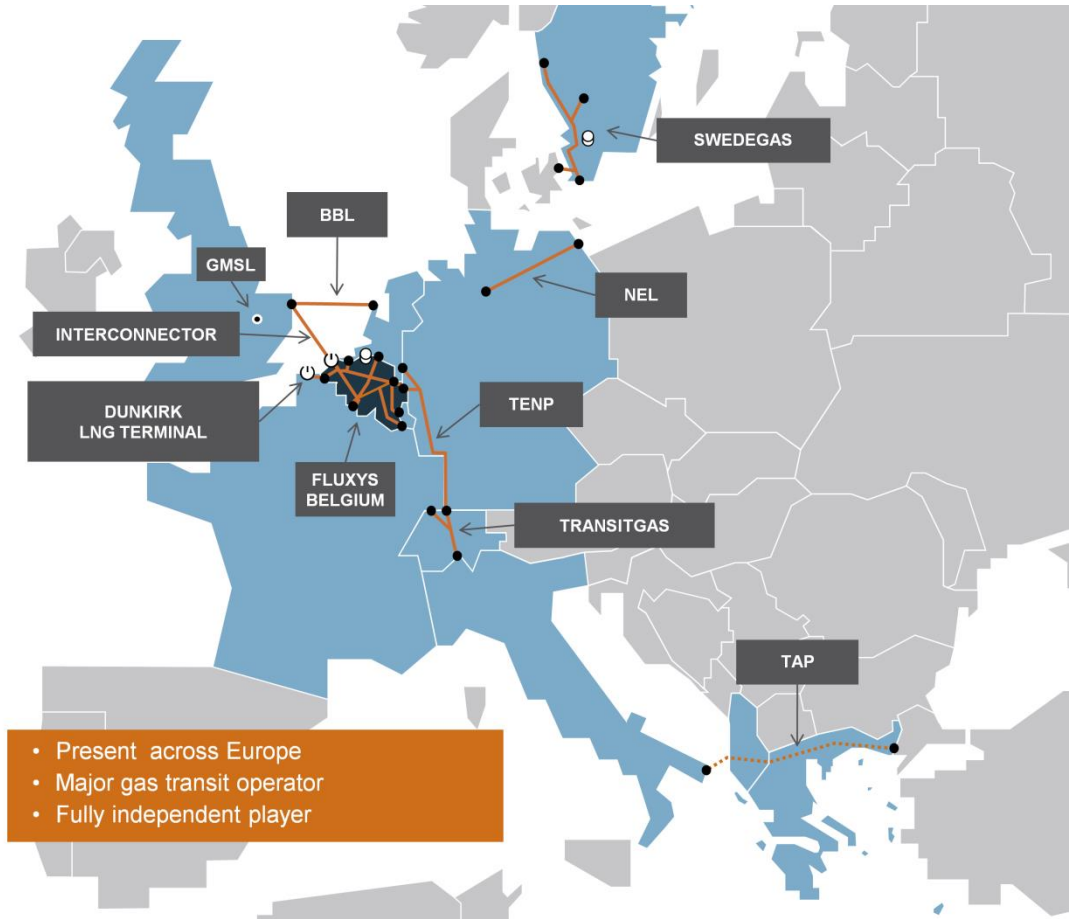 SWEDEGAS
BBL
GMSL
NEL
INTERCONNECTOR
DUNKIRK
LNG TERMINAL
TENP
FLUXYS
BELGIUM
TRANSITGAS
TAP
• Present across Europe
• Major gas transit operator
• Fully independent player